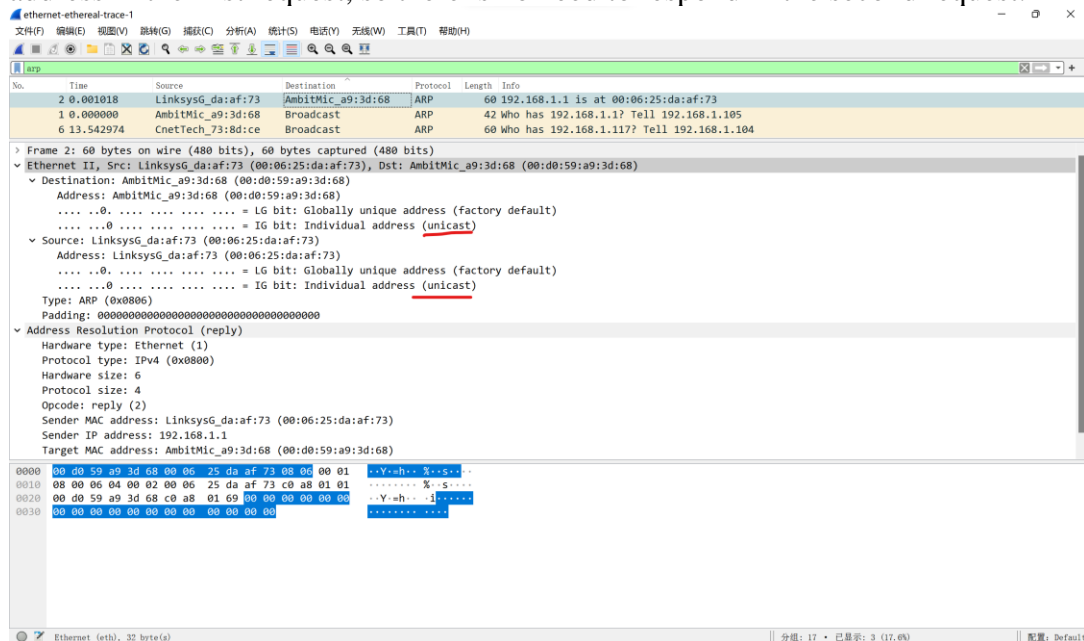 ethernet-ethereal-trace-1
文件(F) 编辑(E) 视图(V) 跳转(G) 捕获(C) 分析(A) 统计(S) 电话(Y) 无线(W) 工具(T) 帮助(H)
arp
No. Time Source Destination Protocol Length Info
2 0.001018 LinksysG_da:af:73 AmbitMic_a9:3d:68 ARP 60 192.168.1.1 is at 00:06:25:da:af:73
1 0.000000 AmbitMic_a9:3d:68 Broadcast ARP 42 Who has 192.168.1.1? Tell 192.168.1.105
6 13.542974 CnetTech_73:8d:ce Broadcast ARP 60 Who has 192.168.1.117? Tell 192.168.1.104
Frame 2: 60 bytes on wire (480 bits), 60 bytes captured (480 bits)
Ethernet II, Src: LinksysG_da:af:73 (00:06:25:da:af:73), Dst: AmbitMic_a9:3d:68 (00:d0:59:a9:3d:68)
Destination: AmbitMic_a9:3d:68 (00:d0:59:a9:3d:68)
Address: AmbitMic_a9:3d:68 (00:d0:59:a9:3d:68)
.... ..0. .... .... .... .... = LG bit: Globally unique address (factory default)
.... ...0 .... .... .... .... = IG bit: Individual address (unicast)
Source: LinksysG_da:af:73 (00:06:25:da:af:73)
Address: LinksysG_da:af:73 (00:06:25:da:af:73)
.... ..0. .... .... .... .... = LG bit: Globally unique address (factory default)
.... ...0 .... .... .... .... = IG bit: Individual address (unicast)
Type: ARP (0x0806)
Padding: 000000000000000000000000000000000000
Address Resolution Protocol (reply)
Hardware type: Ethernet (1)
Protocol type: IPv4 (0x0800)
Hardware size: 6
Protocol size: 4
Opcode: reply (2)
Sender MAC address: LinksysG_da:af:73 (00:06:25:da:af:73)
Sender IP address: 192.168.1.1
Target MAC address: AmbitMic_a9:3d:68 (00:d0:59:a9:3d:68)
0000 00 d0 59 a9 3d 68 00 06 25 da af 73 08 06 00 01 ··Y·=h·· %··s····
0010 08 00 06 04 00 02 00 06 25 da af 73 c0 a8 01 01 ········ %··s····
0020 00 d0 59 a9 3d 68 c0 a8 01 69 00 00 00 00 00 00 ··Y·=h·· ·i······
0030 00 00 00 00 00 00 00 00 00 00 00 00 ········ ····
Ethernet (eth), 32 byte(s) 分组: 17 · 已显示: 3 (17.6%) 配置: Default